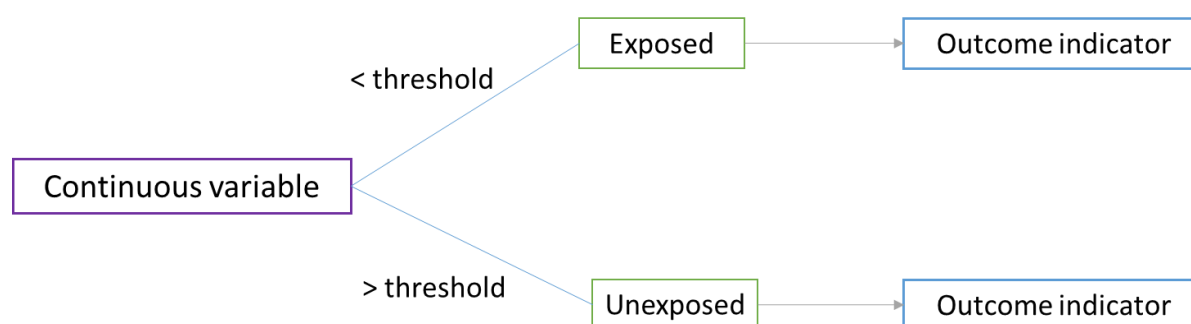 Exposed
Outcome indicator
< threshold
Continuous variable
> threshold
Unexposed
Outcome indicator